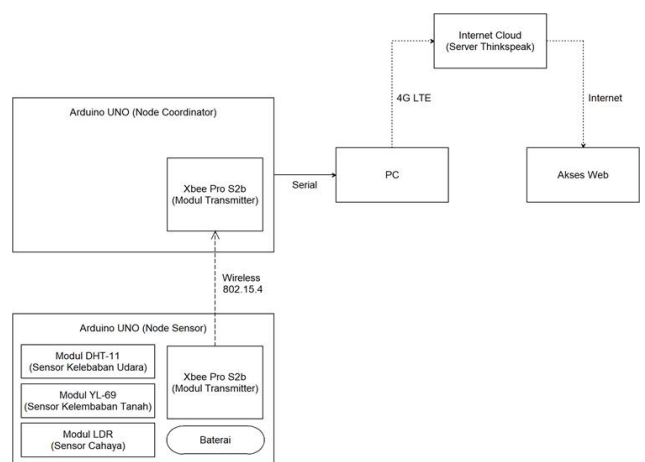 Internet Cloud
(Server Thinkspeak)
4G LTE
Internet
Arduino UNO (Node Coordinator)
Xbee Pro S2b
(Modul Transmitter)
Serial
PC
Akses Web
Wireless
802.15.4
Arduino UNO (Node Sensor)
Modul DHT-11
(Sensor Kelebaban Udara)
Modul YL-69
(Sensor Kelembaban Tanah)
Modul LDR
(Sensor Cahaya)
Xbee Pro S2b
(Modul Transmitter)
Baterai